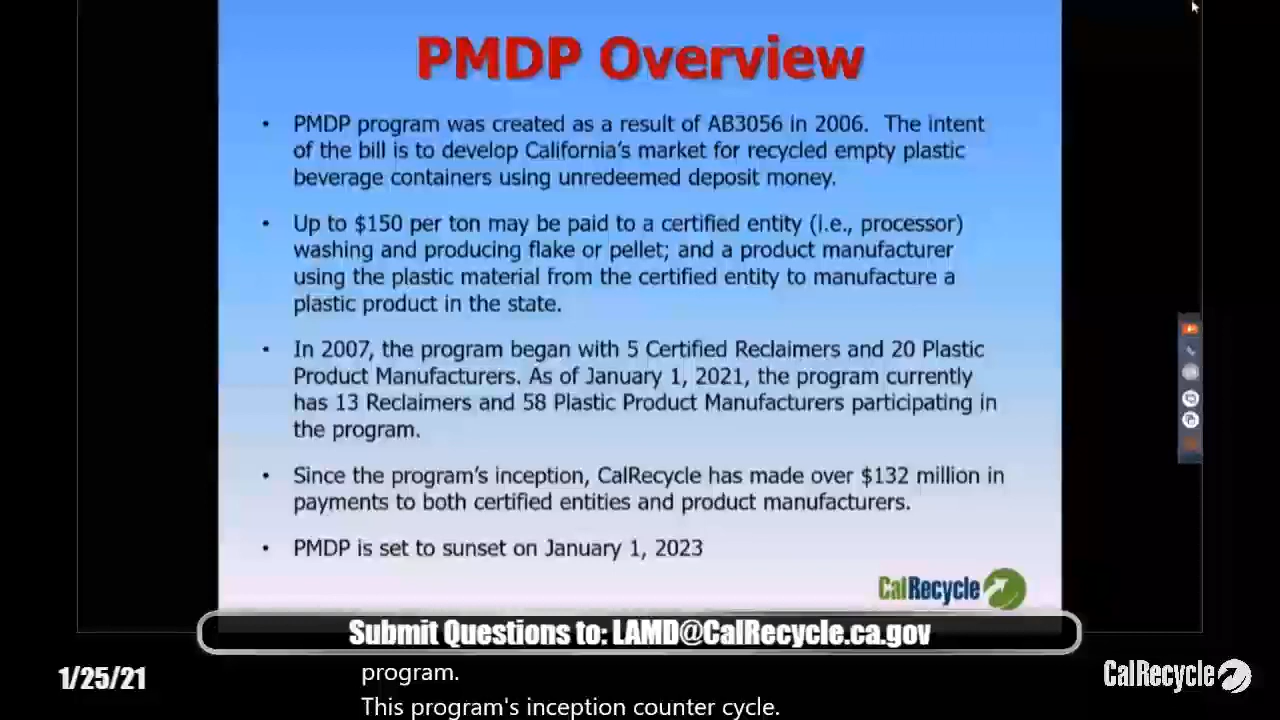 PMDP Overview
• PMDP program was created as a result of AB3056 in 2006. The intent
of the bill is to develop California's market for recycled empty plastic
beverage containers using unredeemed deposit money.
• Up to $150 per ton may be paid to a certified entity (i.e., processor)
washing and producing flake or pellet; and a product manufacturer
using the plastic material from the certified entity to manufacture a
plastic product in the state.
• In 2007, the program began with 5 Certified Reclaimers and 20 Plastic
Product Manufacturers. As of January 1, 2021, the program currently
has 13 Reclaimers and 58 Plastic Product Manufacturers participating in
the program.
• Since the program's inception, CalRecycle has made over $132 million in
payments to both certified entities and product manufacturers.
• PMDP is set to sunset on January 1, 2023
CalRecycle
Submit Questions to: LAMD@CalRecycle.ca.gov
1/25/21
program.
This program's inception counter cycle.
CalRecycle